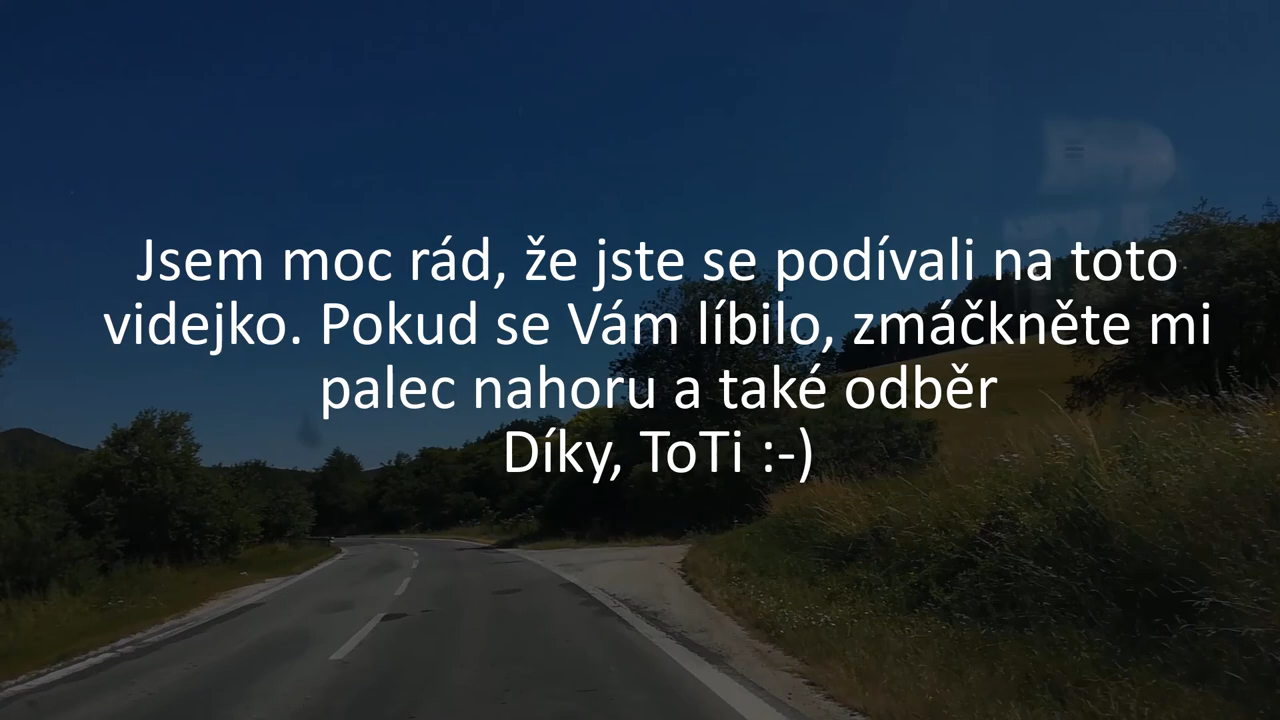 Jsem moc rád, že jste se podívali na toto
videjko. Pokud se Vám líbilo, zmáčkněte mi
palec nahoru a také odběr
Díky, ToTi :-)